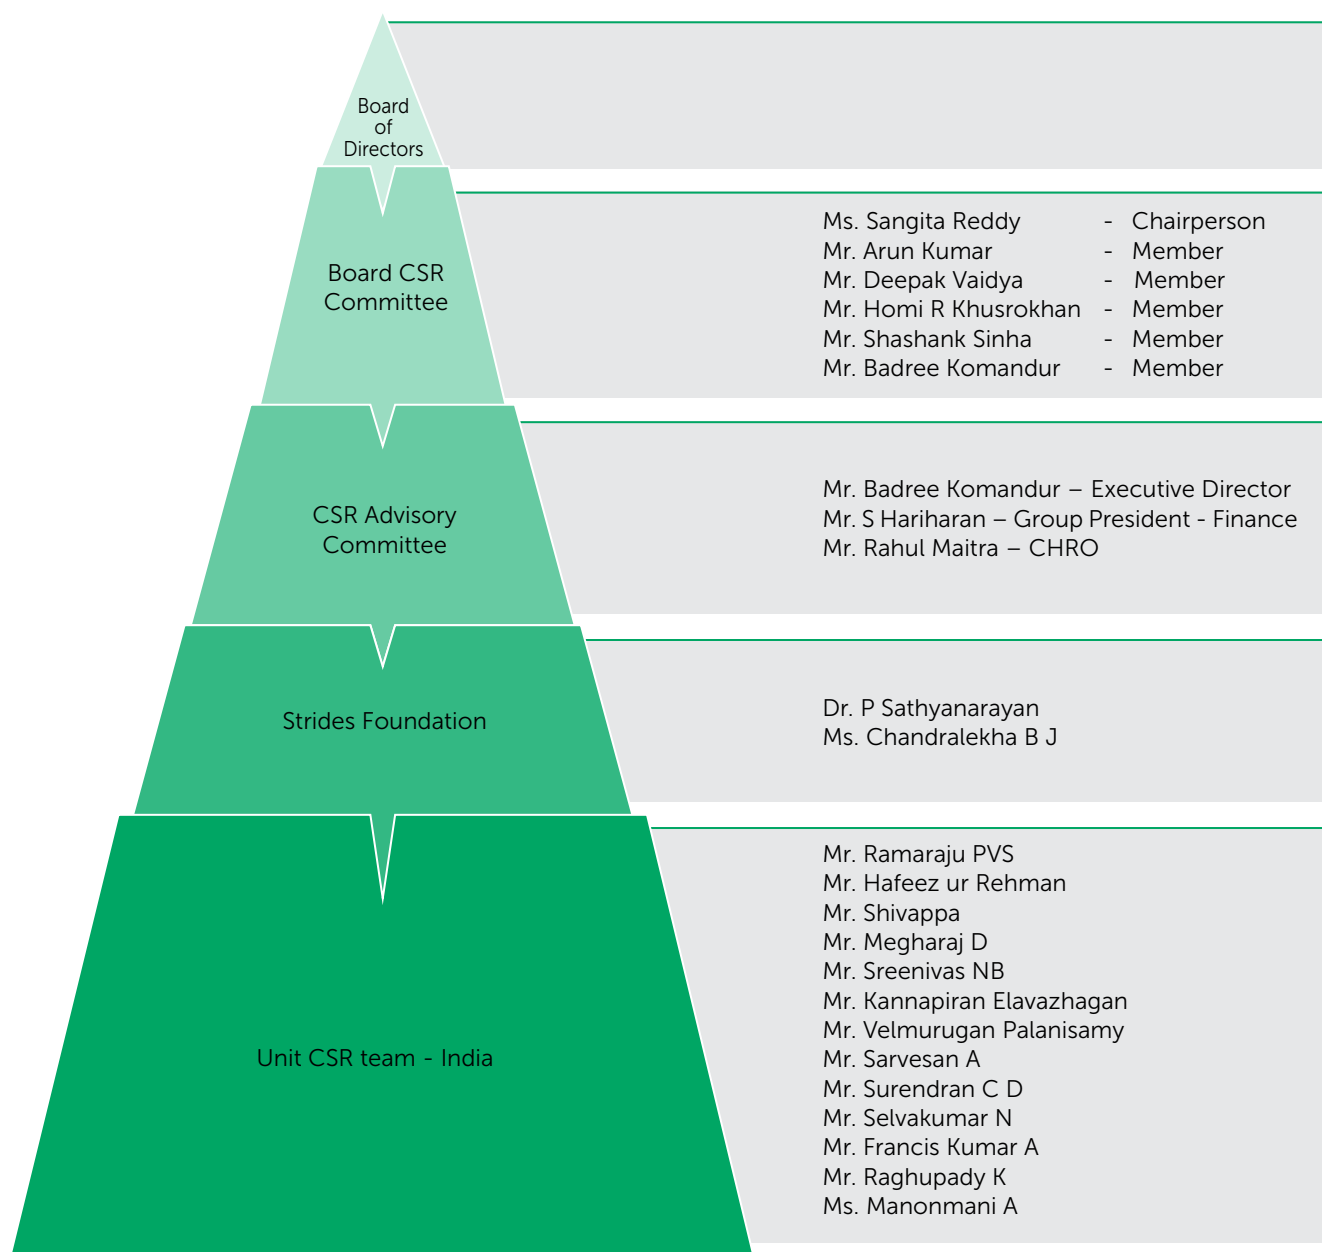 Board
of
Directors
Board CSR
Committee
Ms. Sangita Reddy - Chairperson
Mr. Arun Kumar - Member
Mr. Deepak Vaidya - Member
Mr. Homi R Khusrokhan - Member
Mr. Shashank Sinha - Member
Mr. Badree Komandur - Member
CSR Advisory
Committee
Mr. Badree Komandur – Executive Director
Mr. S Hariharan – Group President - Finance
Mr. Rahul Maitra – CHRO
Strides Foundation
Dr. P Sathyanarayan
Ms. Chandralekha B J
Unit CSR team - India
Mr. Ramaraju PVS
Mr. Hafeez ur Rehman
Mr. Shivappa
Mr. Megharaj D
Mr. Sreenivas NB
Mr. Kannapiran Elavazhagan
Mr. Velmurugan Palanisamy
Mr. Sarvesan A
Mr. Surendran C D
Mr. Selvakumar N
Mr. Francis Kumar A
Mr. Raghupady K
Ms. Manonmani A